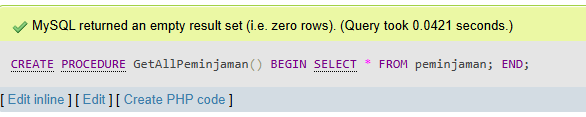 MySQL returned an empty result set (i.e. zero rows). (Query took 0.0421 seconds.)
CREATE PROCEDURE GetAllPeminjaman() BEGIN SELECT * FROM peminjaman; END;
[ Edit inline ] [ Edit ] [ Create PHP code ]